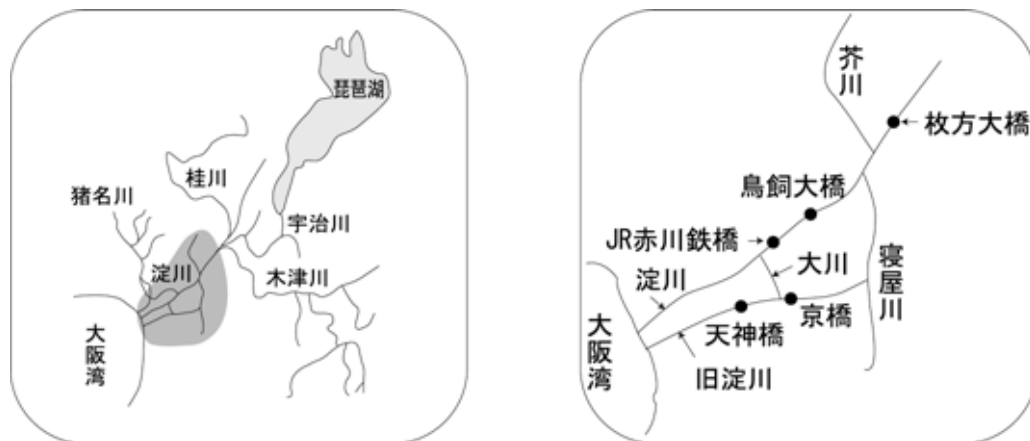 琵琶湖
桂川
猪名川
宇治川
淀川
木津川
大阪湾
芥川
枚方大橋
鳥飼大橋
JR赤川鉄橋
大川
寝屋川
淀川
京橋
天神橋
大阪湾
旧淀川